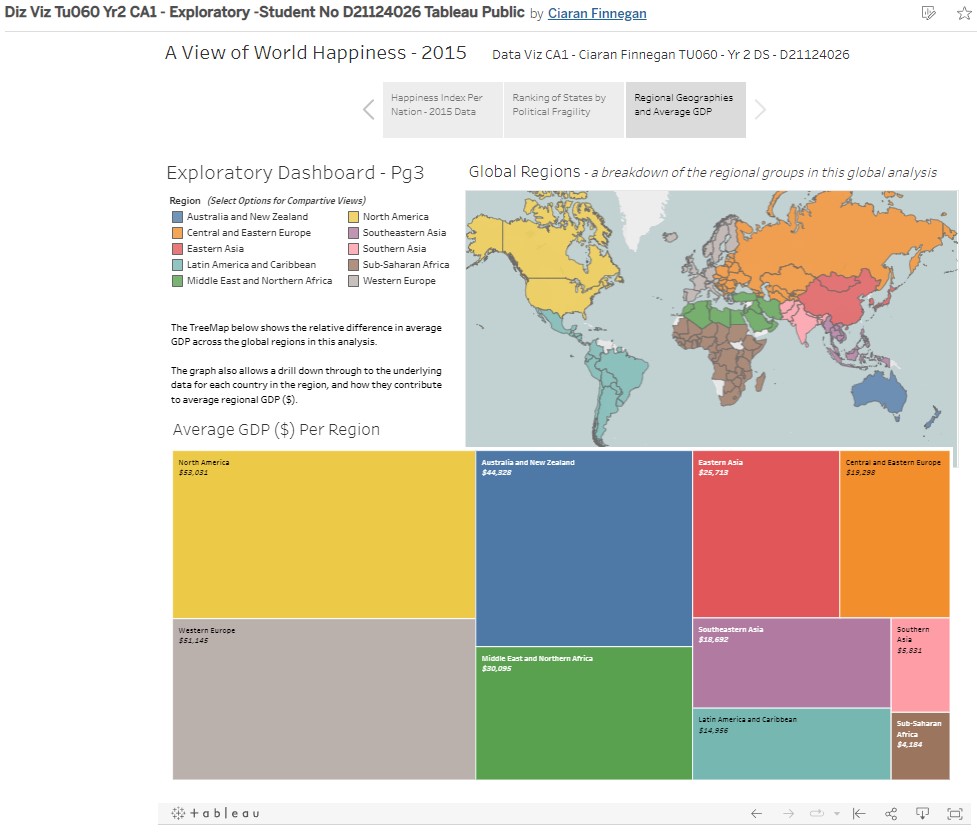 Diz Viz Tu060 Yr2 CA1 - Exploratory -Student No D21124026 Tableau Public by Ciaran Finnegan
A View of World Happiness - 2015
Data Viz CA1 - Ciaran Finnegan TU060 - Yr 2 DS - D21124026
Happiness Index Per
Nation - 2015 Data
Ranking of States by
Political Fragility
Regional Geographies
and Average GDP
Exploratory Dashboard - Pg3
Global Regions - a breakdown of the regional groups in this global analysis
Region (Select Options for Compartive Views)
Australia and New Zealand
Central and Eastern Europe
Eastern Asia
Latin America and Caribbean
Middle East and Northern Africa
North America
Southeastern Asia
Southern Asia
Sub-Saharan Africa
Western Europe
The TreeMap below shows the relative difference in average
GDP across the global regions in this analysis.
The graph also allows a drill down through to the underlying
data for each country in the region, and how they contribute
to average regional GDP ($).
Average GDP ($) Per Region
North America
$53,031
Australia and New Zealand
$44,328
Eastern Asia
$25,713
Central and Eastern Europe
$19,298
Western Europe
$51,145
Middle East and Northern Africa
$30,095
Southeastern Asia
$18,692
Southern
Asia
$5,831
Latin America and Caribbean
$14,956
Sub-Saharan
Africa
$4,184
+ a b | e a u